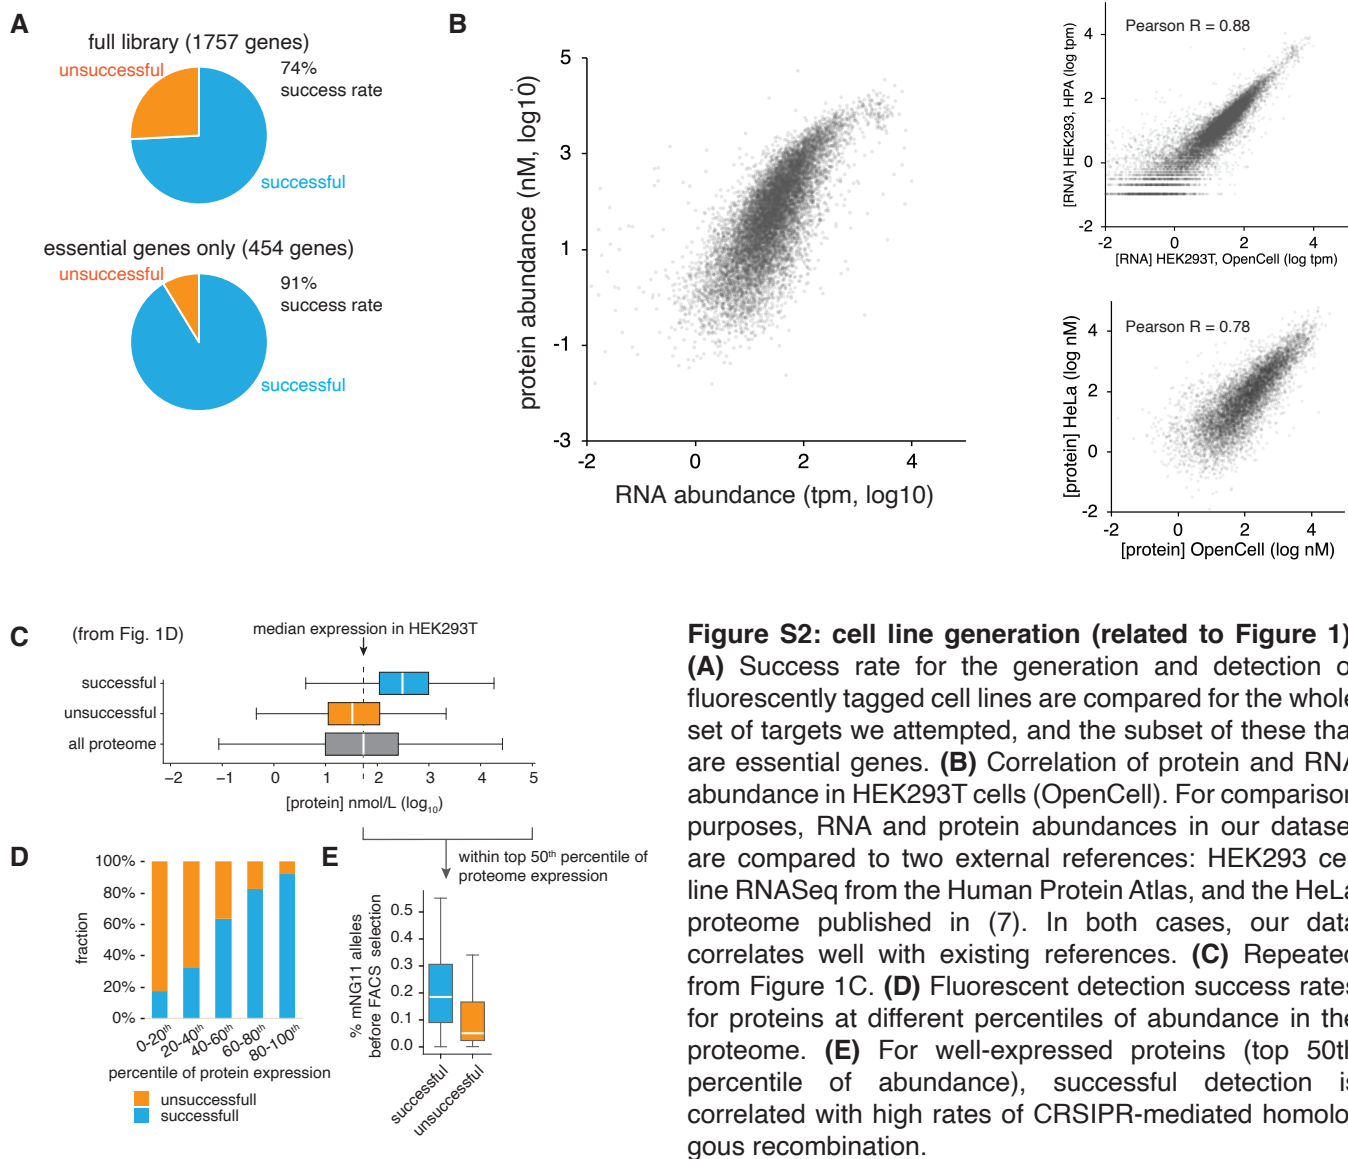 A
full library (1757 genes)
unsuccessful
74%
success rate
successful
essential genes only (454 genes)
unsuccessful
91%
success rate
successful
B
protein abundance (nM, log10)
5
3
1
-1
-3
-2
0
2
4
RNA abundance (tpm, log10)
Pearson R = 0.88
[RNA] HEK293, HPA (log tpm)
4
2
0
-2
-2
0
2
4
[RNA] HEK293T, OpenCell (log tpm)
Pearson R = 0.78
[protein] HeLa (log nM)
4
2
0
-2
-2
0
2
4
[protein] OpenCell (log nM)
C
(from Fig. 1D)
median expression in HEK293T
successful
unsuccessful
all proteome
−2
−1
0
1
2
3
4
5
[protein] nmol/L (log10)
D
100%
80%
60%
40%
20%
0%
fraction
0-20th
20-40th
40-60th
60-80th
80-100th
percentile of protein expression
unsuccessfull
successfull
E
within top 50th percentile of
proteome expression
% mNG11 alleles
before FACS selection
0.5
0.4
0.3
0.2
0.1
0.0
successful
unsuccessful
Figure S2: cell line generation (related to Figure 1)
(A) Success rate for the generation and detection o
fluorescently tagged cell lines are compared for the whole
set of targets we attempted, and the subset of these tha
are essential genes. (B) Correlation of protein and RNA
abundance in HEK293T cells (OpenCell). For comparison
purposes, RNA and protein abundances in our datase
are compared to two external references: HEK293 cel
line RNASeq from the Human Protein Atlas, and the HeLa
proteome published in (7). In both cases, our data
correlates well with existing references. (C) Repeated
from Figure 1C. (D) Fluorescent detection success rates
for proteins at different percentiles of abundance in the
proteome. (E) For well-expressed proteins (top 50th
percentile of abundance), successful detection is
correlated with high rates of CRSIPR-mediated homolo
gous recombination.